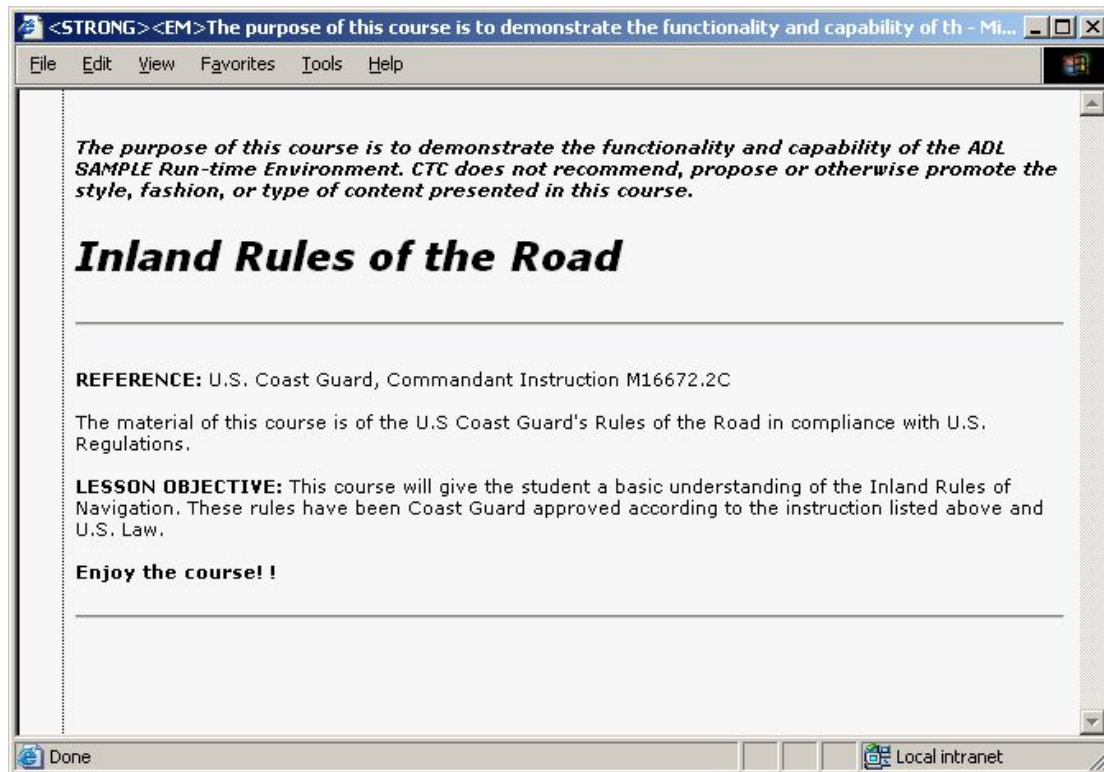 <STRONG><EM>The purpose of this course is to demonstrate the functionality and capability of th - Mi...
File Edit View Favorites Tools Help
The purpose of this course is to demonstrate the functionality and capability of the ADL
SAMPLE Run-time Environment. CTC does not recommend, propose or otherwise promote the
style, fashion, or type of content presented in this course.
Inland Rules of the Road
REFERENCE: U.S. Coast Guard, Commandant Instruction M16672.2C
The material of this course is of the U.S Coast Guard's Rules of the Road in compliance with U.S.
Regulations.
LESSON OBJECTIVE: This course will give the student a basic understanding of the Inland Rules of
Navigation. These rules have been Coast Guard approved according to the instruction listed above and
U.S. Law.
Enjoy the course! !
Done
Local intranet